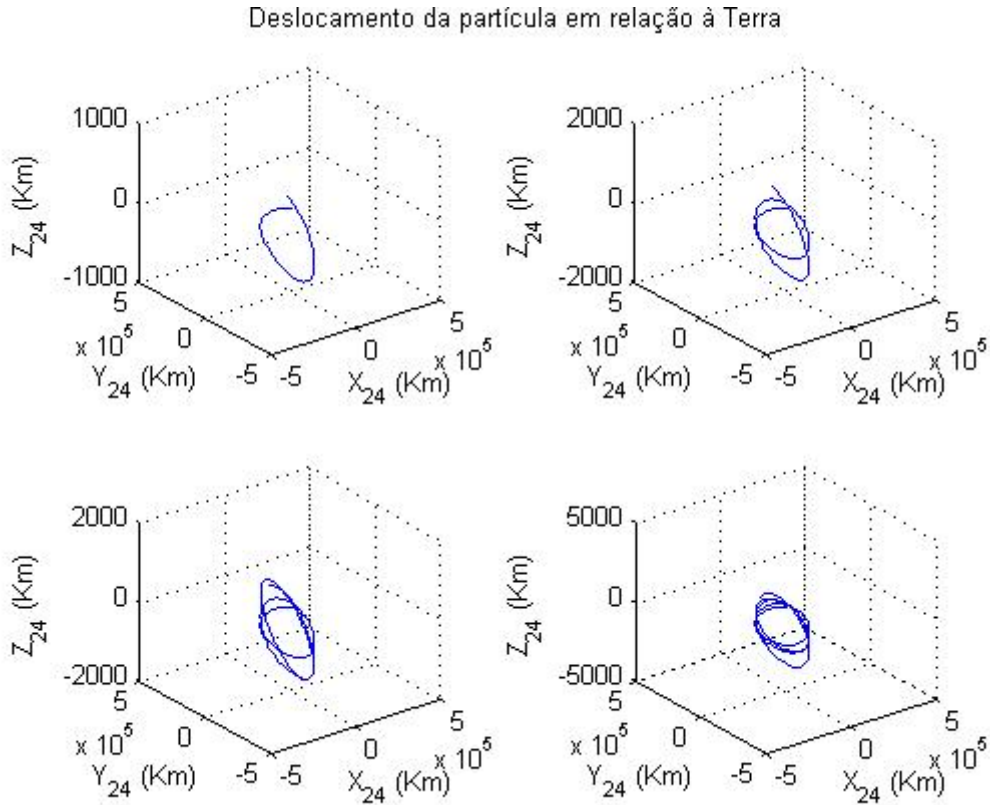 Deslocamento da partícula em relação à Terra
1000
0
-1000
Z24 (Km)
5
0
-5
x 10^5
Y24 (Km)
-5
0
5
x 10^5
X24 (Km)
2000
0
-2000
Z24 (Km)
5
0
-5
x 10^5
Y24 (Km)
-5
0
5
x 10^5
X24 (Km)
2000
0
-2000
Z24 (Km)
5
0
-5
x 10^5
Y24 (Km)
-5
0
5
x 10^5
X24 (Km)
5000
0
-5000
Z24 (Km)
5
0
-5
x 10^5
Y24 (Km)
-5
0
5
x 10^5
X24 (Km)